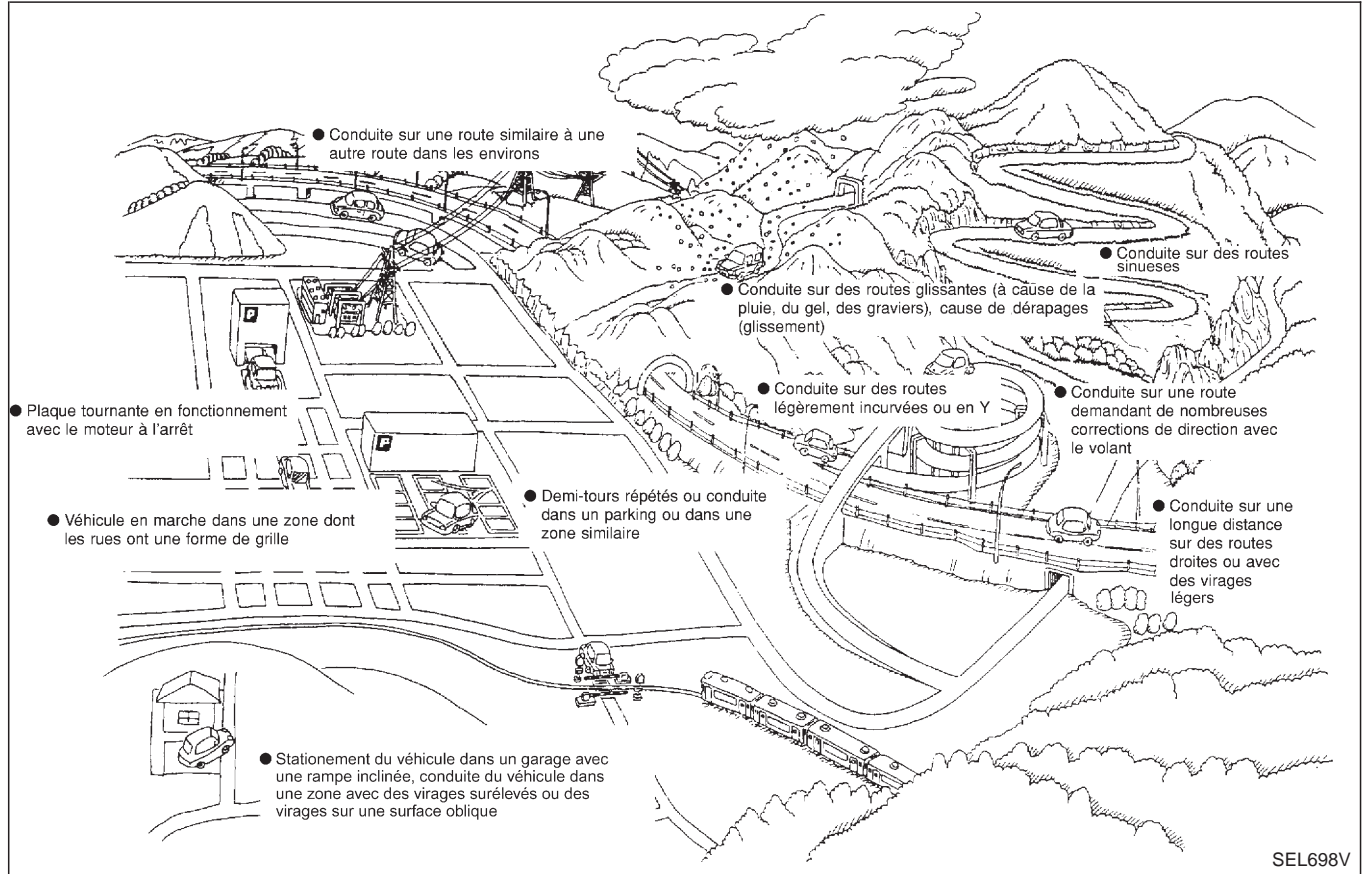 ● Conduite sur une route similaire à une
autre route dans les environs
● Conduite sur des routes
sinueses
● Conduite sur des routes glissantes (à cause de la
pluie, du gel, des graviers), cause de dérapages
(glissement)
P
● Plaque tournante en fonctionnement
avec le moteur à l'arrêt
● Conduite sur des routes
légèrement incurvées ou en Y
● Conduite sur une route
demandant de nombreuses
corrections de direction avec
le volant
P
● Véhicule en marche dans une zone dont
les rues ont une forme de grille
● Demi-tours répétés ou conduite
dans un parking ou dans une
zone similaire
● Conduite sur une
longue distance
sur des routes
droites ou avec
des virages
légers
● Stationement du véhicule dans un garage avec
une rampe inclinée, conduite du véhicule dans
une zone avec des virages surélevés ou des
virages sur une surface oblique
SEL698V